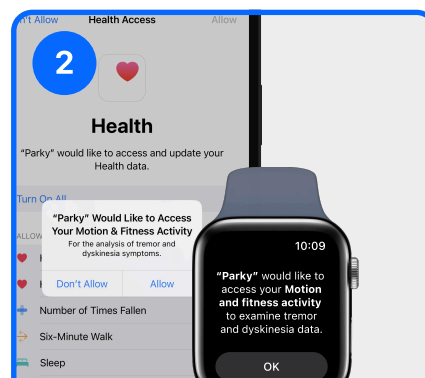 n't Allow Health Access Allow
2
Health
“Parky” would like to access and update your
Health data.
Turn On All
ALLOW
“Parky” Would Like to Access
Your Motion & Fitness Activity
For the analysis of tremor and
dyskinesia symptoms.
Don’t Allow Allow
H
H
Number of Times Fallen
Six-Minute Walk
Sleep
10:09
“Parky” would like to
access your Motion
and fitness activity
to examine tremor
and dyskinesia data.
OK